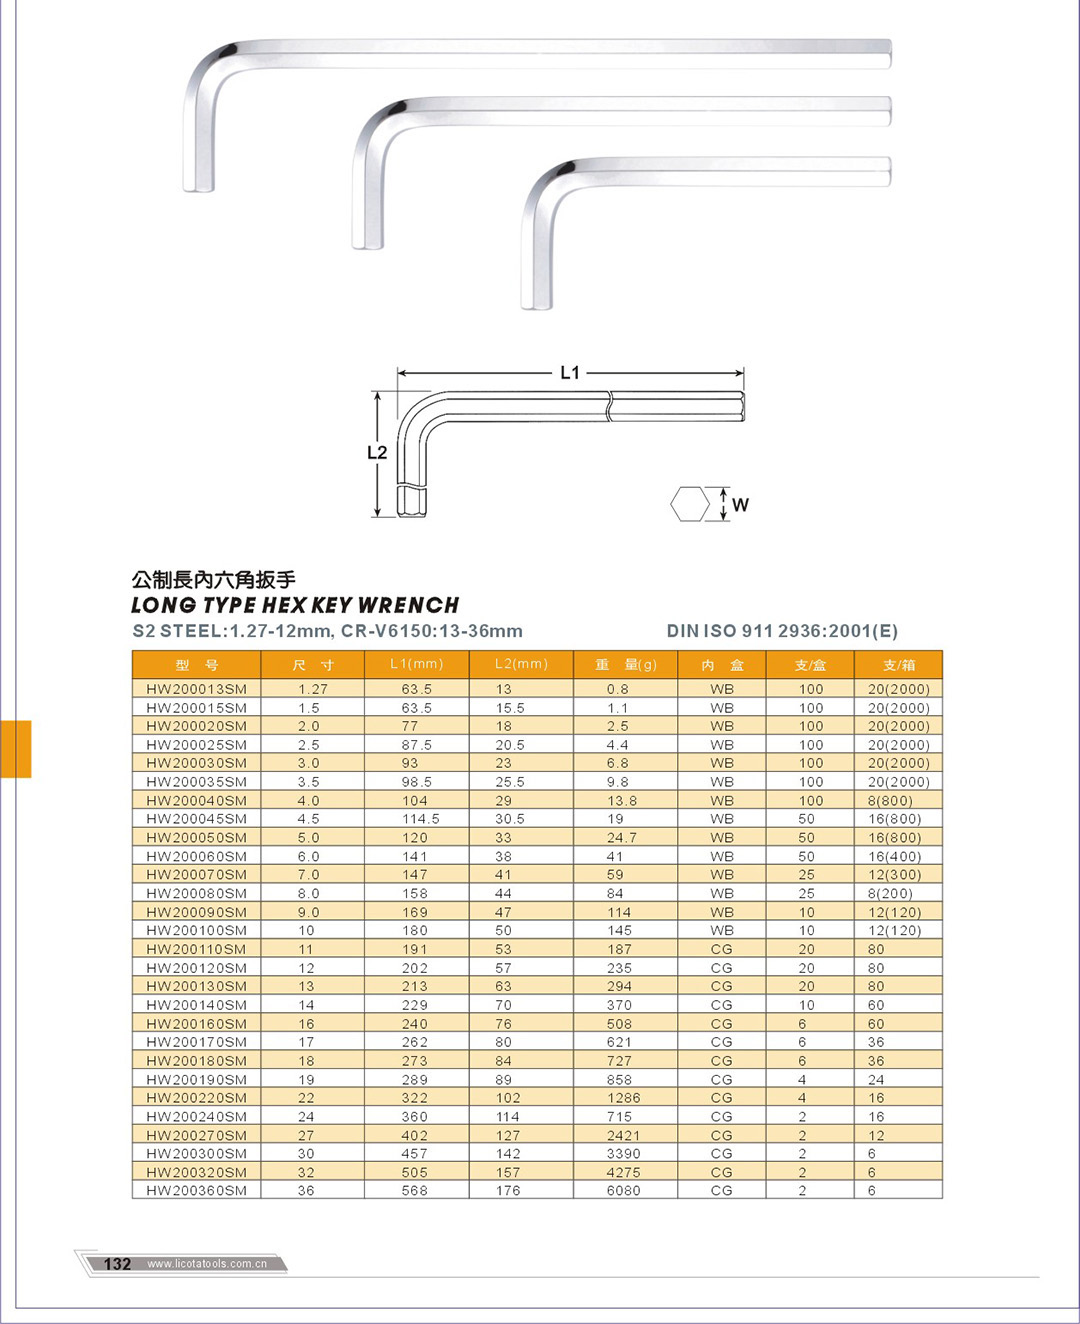 L1
L2
W
公制長內六角扳手
LONG TYPE HEX KEY WRENCH
S2 STEEL:1.27-12mm, CR-V6150:13-36mm DIN ISO 911 2936:2001(E)
型 号 尺 寸 L1(mm) L2(mm) 重 量(g) 内 盒 支/盒 支/箱
HW200013SM 1.27 63.5 13 0.8 WB 100 20(2000)
HW200015SM 1.5 63.5 15.5 1.1 WB 100 20(2000)
HW200020SM 2.0 77 18 2.5 WB 100 20(2000)
HW200025SM 2.5 87.5 20.5 4.4 WB 100 20(2000)
HW200030SM 3.0 93 23 6.8 WB 100 20(2000)
HW200035SM 3.5 98.5 25.5 9.8 WB 100 20(2000)
HW200040SM 4.0 104 29 13.8 WB 100 8(800)
HW200045SM 4.5 114.5 30.5 19 WB 50 16(800)
HW200050SM 5.0 120 33 24.7 WB 50 16(800)
HW200060SM 6.0 141 38 41 WB 50 16(400)
HW200070SM 7.0 147 41 59 WB 25 12(300)
HW200080SM 8.0 158 44 84 WB 25 8(200)
HW200090SM 9.0 169 47 114 WB 10 12(120)
HW200100SM 10 180 50 145 WB 10 12(120)
HW200110SM 11 191 53 187 CG 20 80
HW200120SM 12 202 57 235 CG 20 80
HW200130SM 13 213 63 294 CG 20 80
HW200140SM 14 229 70 370 CG 10 60
HW200160SM 16 240 76 508 CG 6 60
HW200170SM 17 262 80 621 CG 6 36
HW200180SM 18 273 84 727 CG 6 36
HW200190SM 19 289 89 858 CG 4 24
HW200220SM 22 322 102 1286 CG 4 16
HW200240SM 24 360 114 715 CG 2 16
HW200270SM 27 402 127 2421 CG 2 12
HW200300SM 30 457 142 3390 CG 2 6
HW200320SM 32 505 157 4275 CG 2 6
HW200360SM 36 568 176 6080 CG 2 6
132 www.licotatools.com.cn